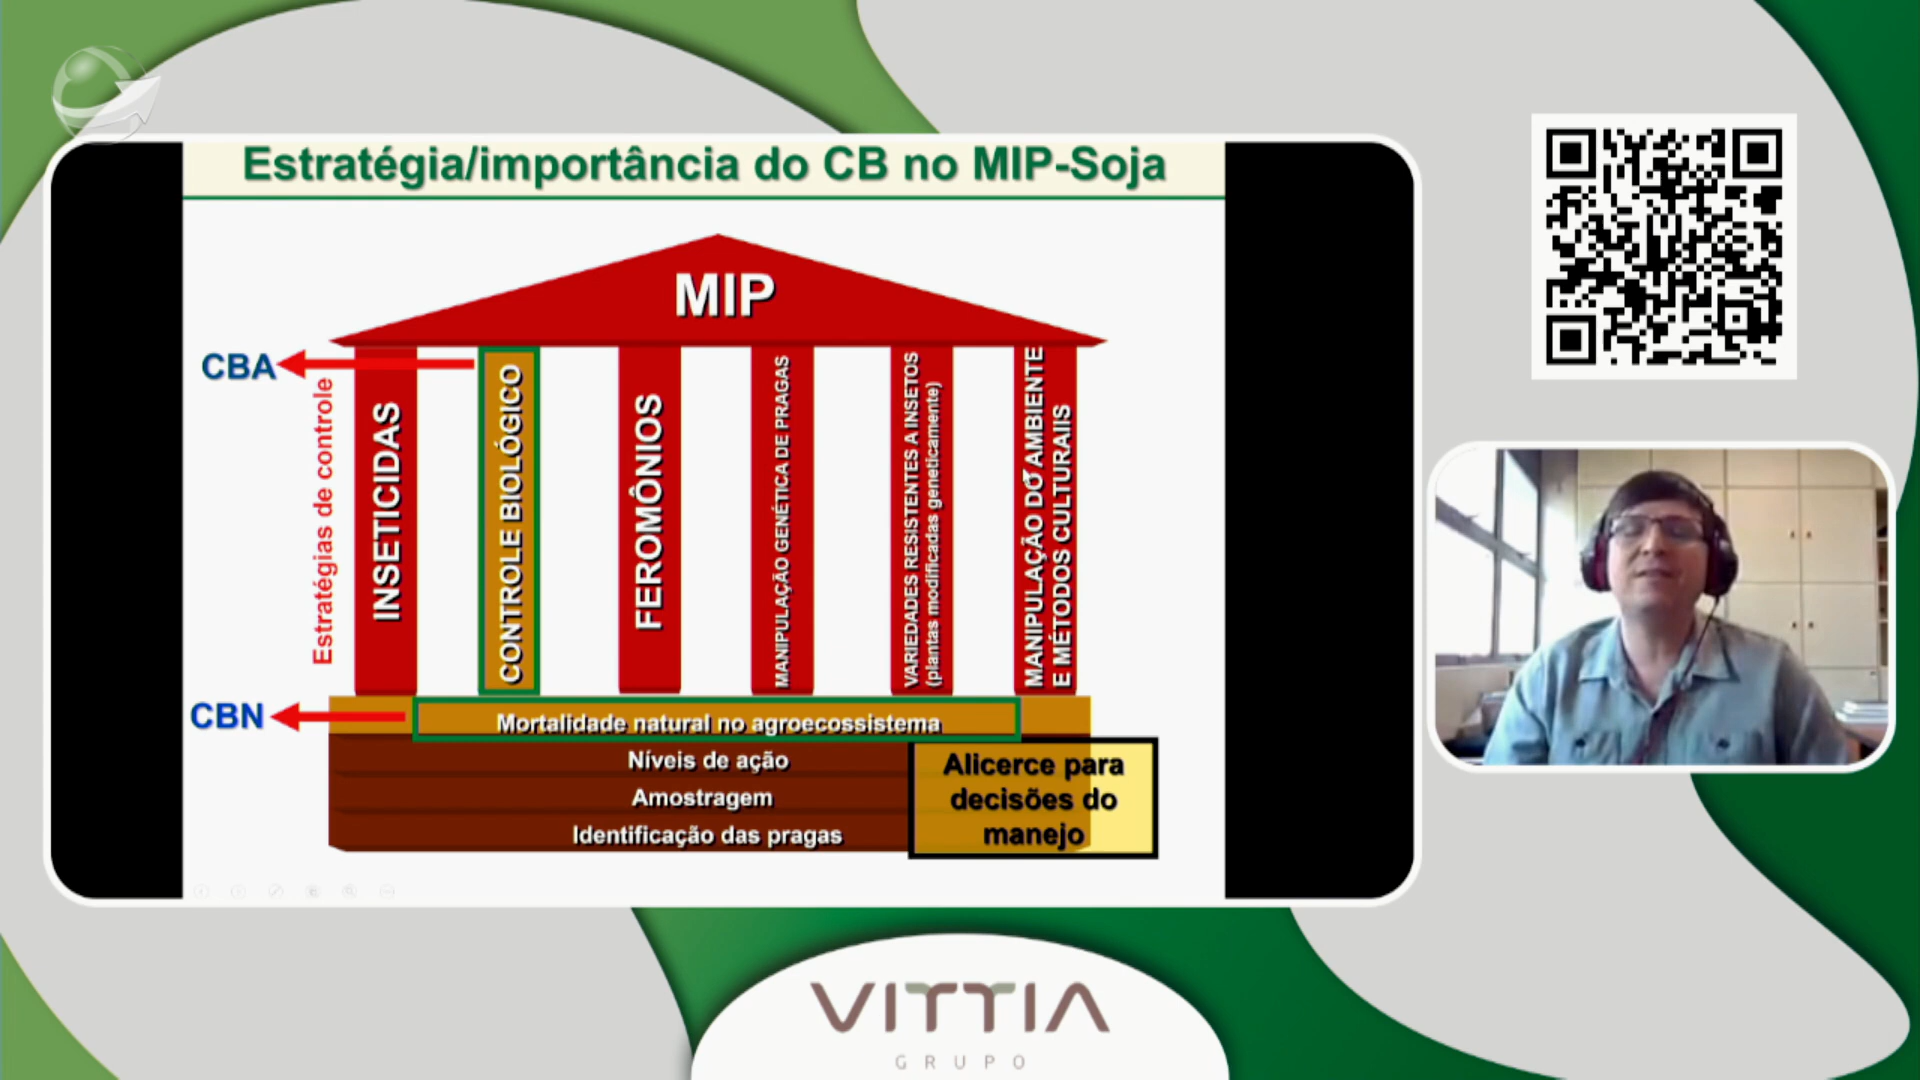 Estratégia/importância do CB no MIP-Soja
MIP
CBA
Estratégias de controle
INSETICIDAS
CONTROLE BIOLÓGICO
FEROMÔNIOS
MANIPULAÇÃO GENÉTICA DE PRAGAS
VARIEDADES RESISTENTES A INSETOS
(plantas modificadas geneticamente)
MANIPULAÇÃO DO AMBIENTE
E MÉTODOS CULTURAIS
CBN
Mortalidade natural no agroecossistema
Níveis de ação
Amostragem
Identificação das pragas
Alicerce para
decisões do
manejo
VITTIA
GRUPO